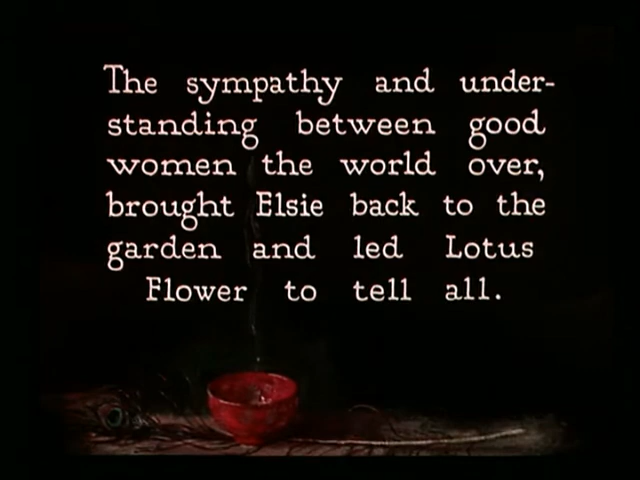 The sympathy and under-
standing between good
women the world over,
brought Elsie back to the
garden and led Lotus
Flower to tell all.